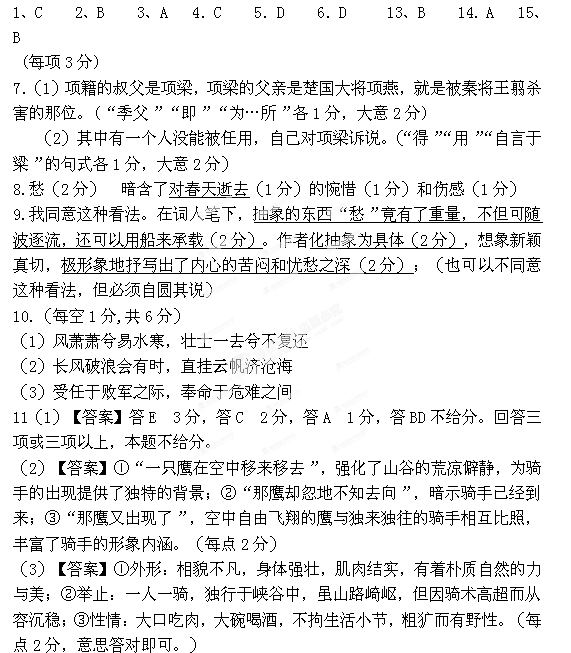 1、C 2、B 3、A 4．C 5．D 6．D 13、B 14．A 15、
B
（每项3分）
7．（1）项籍的叔父是项梁，项梁的父亲是楚国大将项燕，就是被秦将王翦杀
害的那位。（“季父”“即”“为…所”各1分，大意2分）
（2）其中有一个人没能被任用，自己对项梁诉说。（“得”“用”“自言于
梁”的句式各1分，大意2分）
8.愁（2分） 暗含了对春天逝去（1分）的惋惜（1分）和伤感（1分）
9.我同意这种看法。在词人笔下，抽象的东西“愁”竟有了重量，不但可随
波逐流，还可以用船来承载（2分）。作者化抽象为具体（2分），想象新颖
真切，极形象地抒写出了内心的苦闷和忧愁之深（2分）；（也可以不同意
这种看法，但必须自圆其说）
10.（每空1分,共6分）
（1）风萧萧兮易水寒，壮士一去兮不复还
（2）长风破浪会有时，直挂云帆济沧海
（3）受任于败军之际，奉命于危难之间
11（1）【答案】答E 3分，答C 2分，答A 1分，答BD不给分。回答三
项或三项以上，本题不给分。
（2）【答案】①“一只鹰在空中移来移去”，强化了山谷的荒凉僻静，为骑
手的出现提供了独特的背景；②“那鹰却忽地不知去向”，暗示骑手已经到
来；③“那鹰又出现了”，空中自由飞翔的鹰与独来独往的骑手相互比照，
丰富了骑手的形象内涵。（每点2分）
（3）【答案】①外形：相貌不凡，身体强壮，肌肉结实，有着朴质自然的力
与美；②举止：一人一骑，独行于峡谷中，虽山路崎岖，但因骑术高超而从
容沉稳；③性情：大口吃肉，大碗喝酒，不拘生活小节，粗犷而有野性。（每
点2分，意思答对即可。）